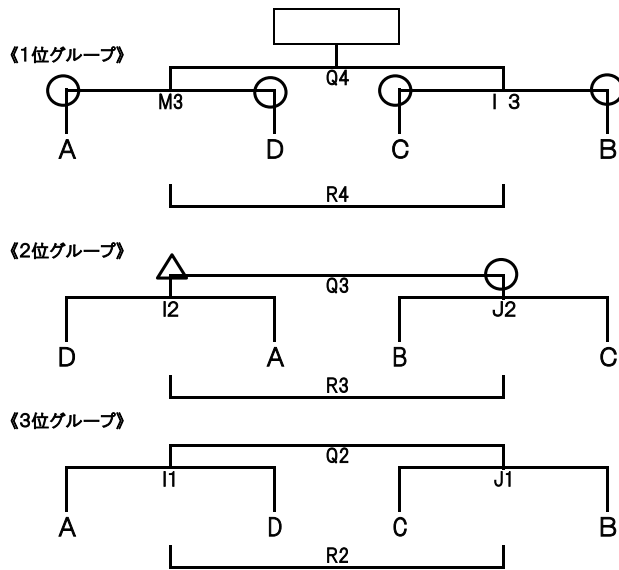 《1位グループ》
Q4
M3 I 3
A D C B
R4
《2位グループ》
Q3
I2 J2
D A B C
R3
《3位グループ》
Q2
I1 J1
A D C B
R2